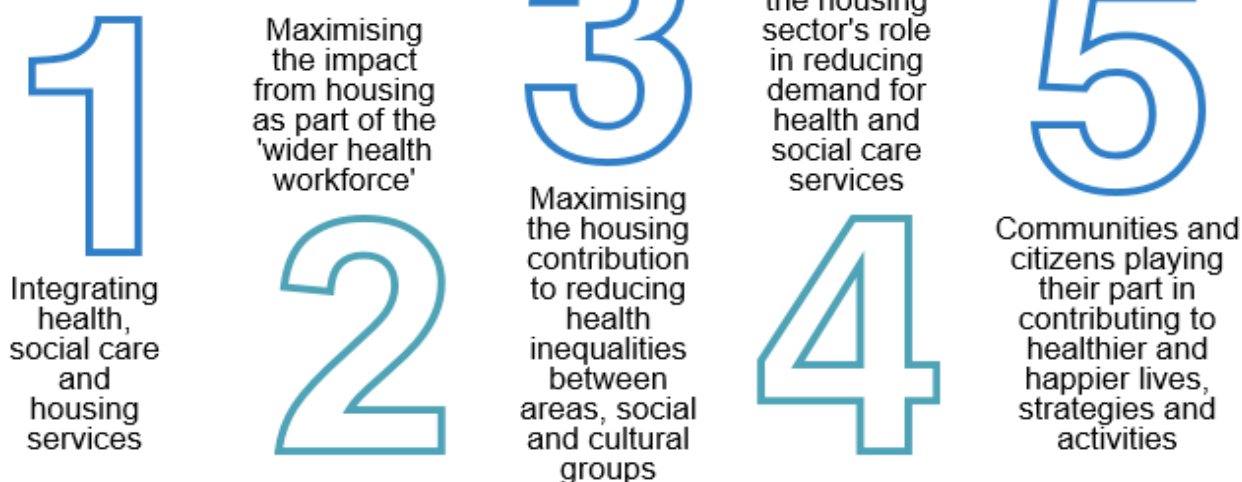 1
Integrating
health,
social care
and
housing
services
Maximising
the impact
from housing
as part of the
'wider health
workforce'
2
3
Maximising
the housing
contribution
to reducing
health
inequalities
between
areas, social
and cultural
groups
the housing
sector's role
in reducing
demand for
health and
social care
services
4
5
Communities and
citizens playing
their part in
contributing to
healthier and
happier lives,
strategies and
activities